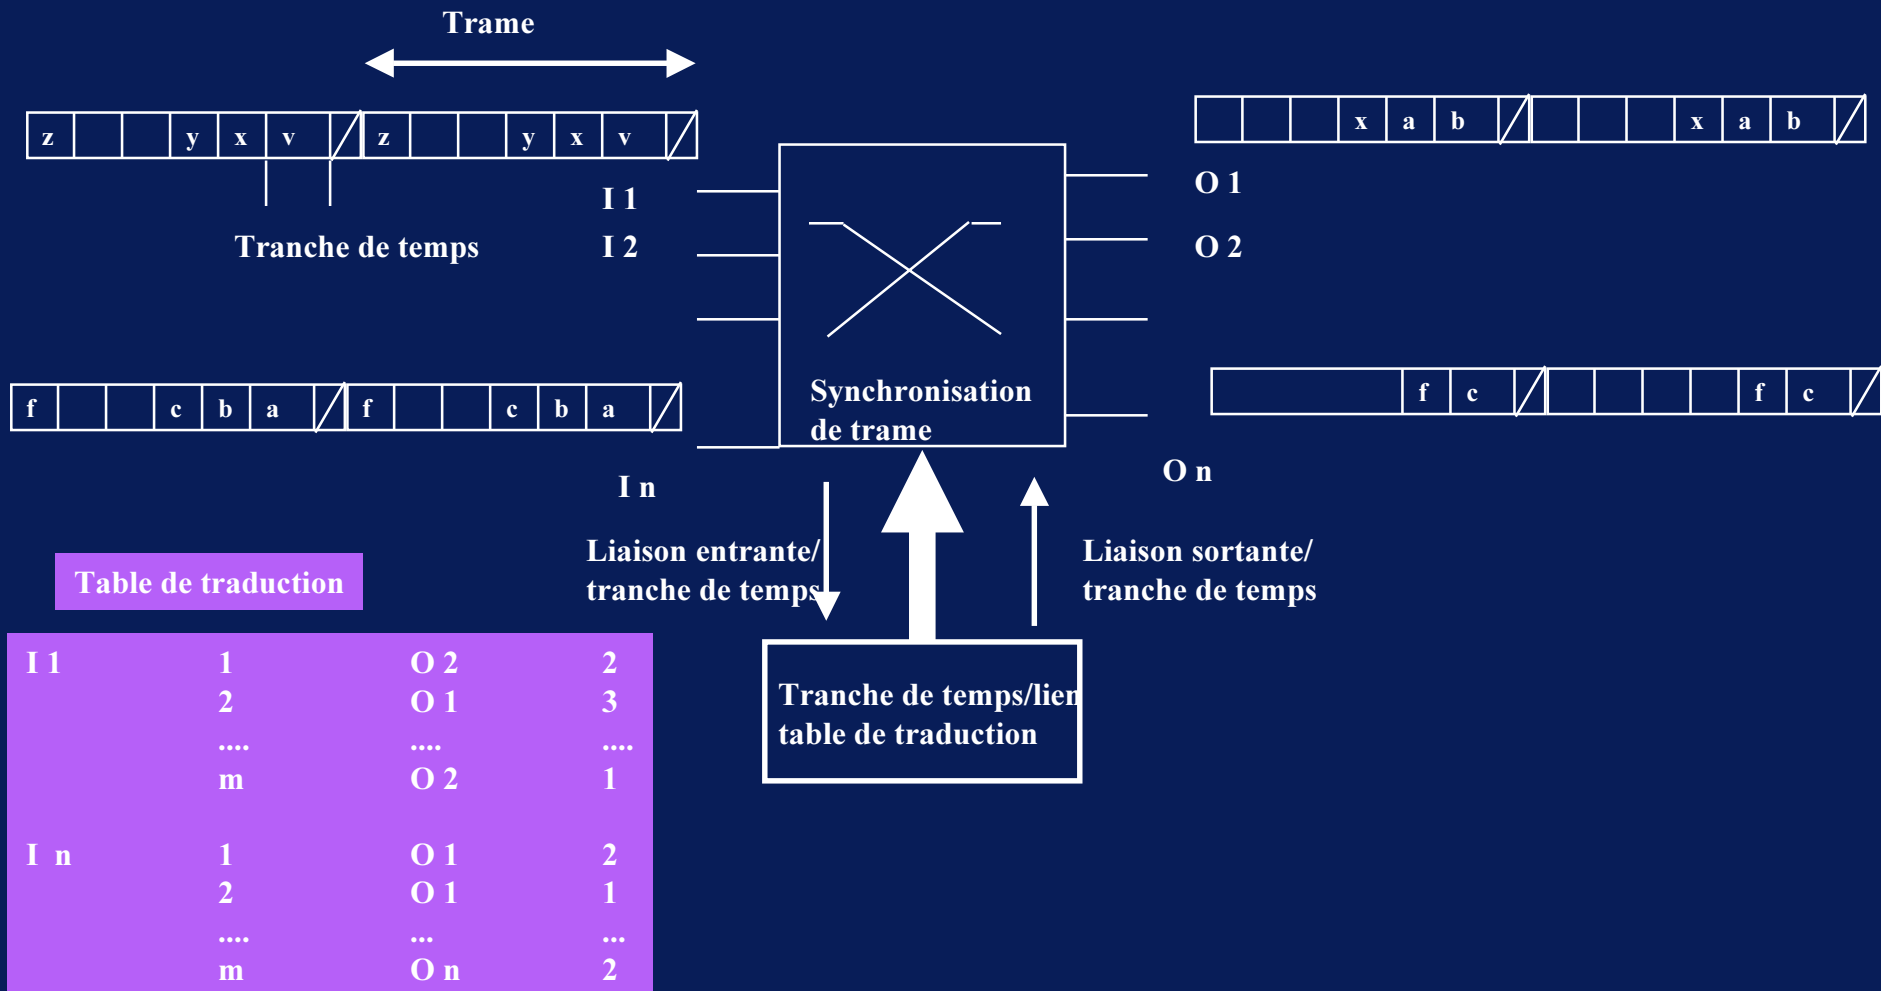 Trame
z y x v z y x v
x a b x a b
I 1
O 1
Tranche de temps
I 2
O 2
f c b a f c b a
f c f c
Synchronisation
de trame
I n
O n
Liaison entrante/
tranche de temps
Liaison sortante/
tranche de temps
Table de traduction
I 1 1 O 2 2
2 O 1 3
.... .... ....
m O 2 1
I n 1 O 1 2
2 O 1 1
.... ... ...
m O n 2
Tranche de temps/lien
table de traduction